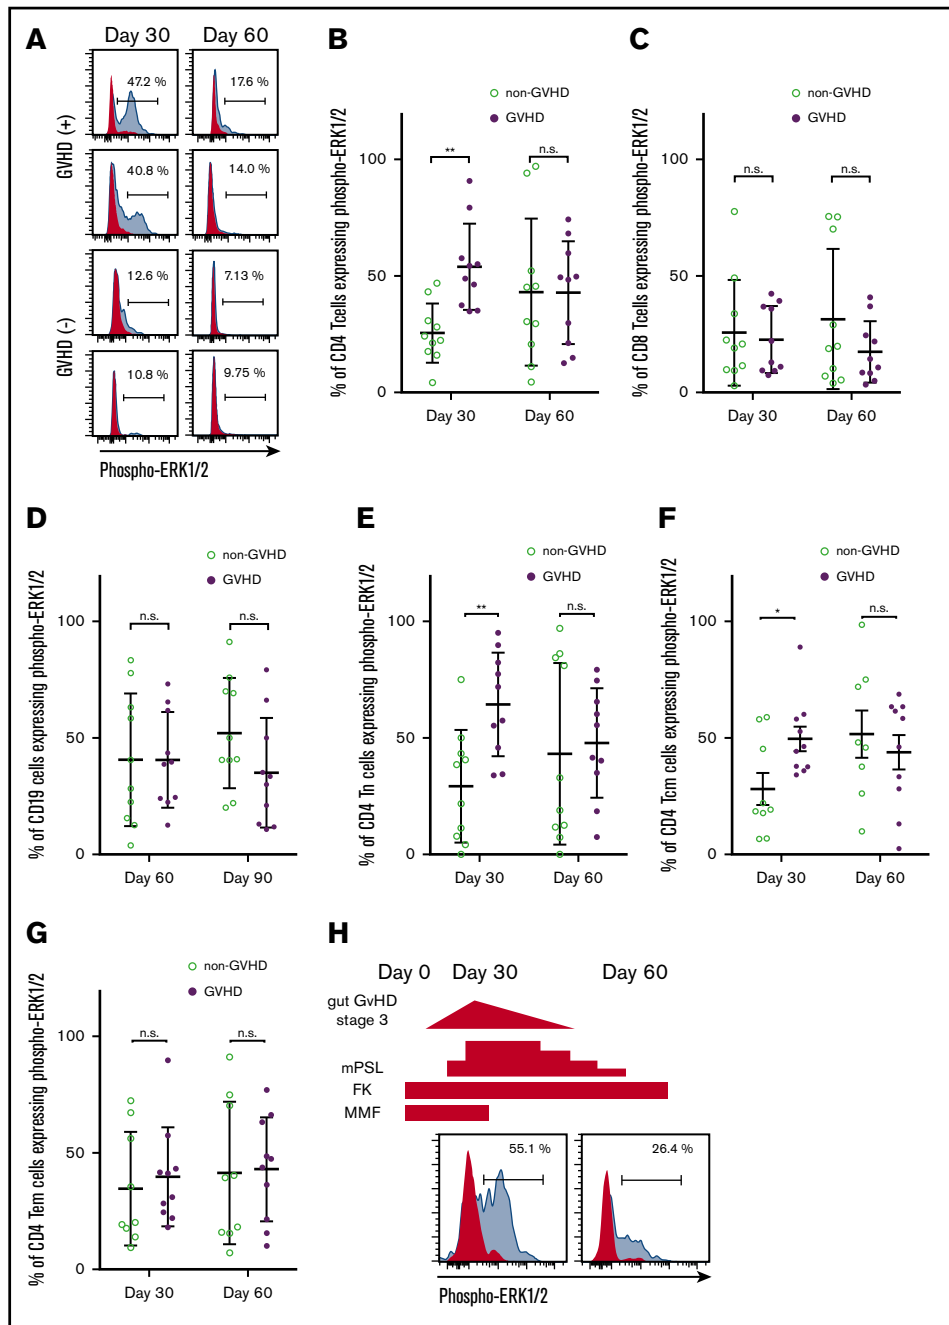 A
Day 30
Day 60
GVHD (+)
47.2 %
17.6 %
40.8 %
14.0 %
GVHD (-)
12.6 %
7.13 %
10.8 %
9.75 %
Phospho-ERK1/2
B
non-GVHD
GVHD
% of CD4 Tcells expressing phospho-ERK1/2
100
50
0
**
n.s.
Day 30
Day 60
C
non-GVHD
GVHD
% of CD8 Tcells expressing phospho-ERK1/2
100
50
0
n.s.
n.s.
Day 30
Day 60
D
non-GVHD
GVHD
% of CD19 cells expressing phospho-ERK1/2
100
50
0
n.s.
n.s.
Day 60
Day 90
E
non-GVHD
GVHD
% of CD4 Tn cells expressing phospho-ERK1/2
100
50
0
**
n.s.
Day 30
Day 60
F
non-GVHD
GVHD
% of CD4 Tcm cells expressing phospho-ERK1/2
100
50
0
*
n.s.
Day 30
Day 60
G
non-GVHD
GVHD
% of CD4 Tem cells expressing phospho-ERK1/2
100
50
0
n.s.
n.s.
Day 30
Day 60
H
Day 0
Day 30
Day 60
gut GvHD
stage 3
mPSL
FK
MMF
55.1 %
26.4 %
Phospho-ERK1/2